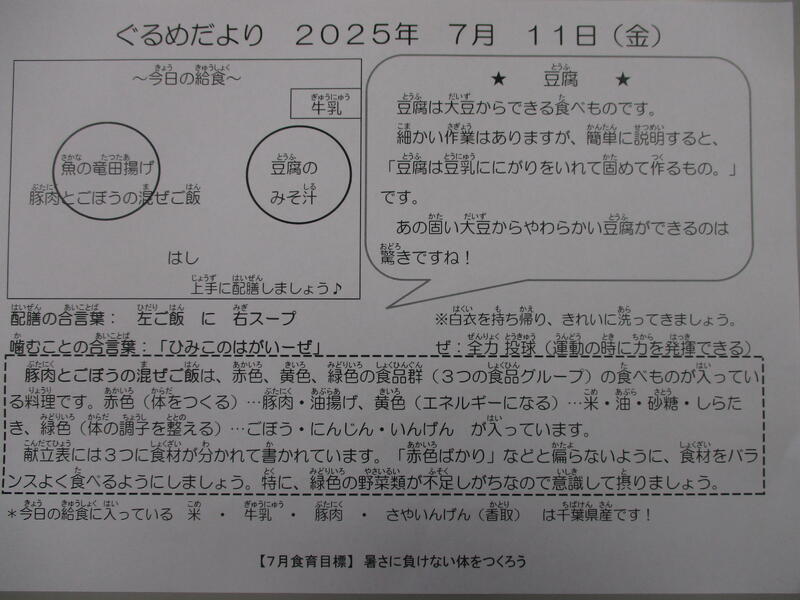 ぐるめだより　２０２５年　７月　１１日（金）
～今日の給食～
牛乳
魚の竜田揚げ
豚肉とごぼうの混ぜご飯
豆腐の
みそ汁
はし
上手に配膳しましょう♪
★　豆腐　★
豆腐は大豆からできる食べものです。
細かい作業はありますが、簡単に説明すると、
「豆腐は豆乳ににがりをいれて固めて作るもの。」
です。
あの固い大豆からやわらかい豆腐ができるのは
驚きですね！
配膳の合言葉：　左ご飯　に　右スープ
※白衣を持ち帰り、きれいに洗ってきましょう。
噛むことの合言葉：「ひみこのはがいーぜ」
ぜ：全力投球（運動の時に力を発揮できる）
豚肉とごぼうの混ぜご飯は、赤色、黄色、緑色の食品群（３つの食品グループ）の食べものが入ってい
る料理です。赤色（体をつくる）…豚肉・油揚げ、黄色（エネルギーになる）…米・油・砂糖・しらた
き、緑色（体の調子を整える）…ごぼう・にんじん・いんげん　が入っています。
献立表には３つに食材が分かれて書かれています。「赤色ばかり」などと偏らないように、食材をバラ
ンスよく食べるようにしましょう。特に、緑色の野菜類が不足しがちなので意識して摂りましょう。
＊今日の給食に入っている　米　・　牛乳　・　豚肉　・　さやいんげん（香取）　は千葉県産です！
【７月食育目標】 暑さに負けない体をつくろう